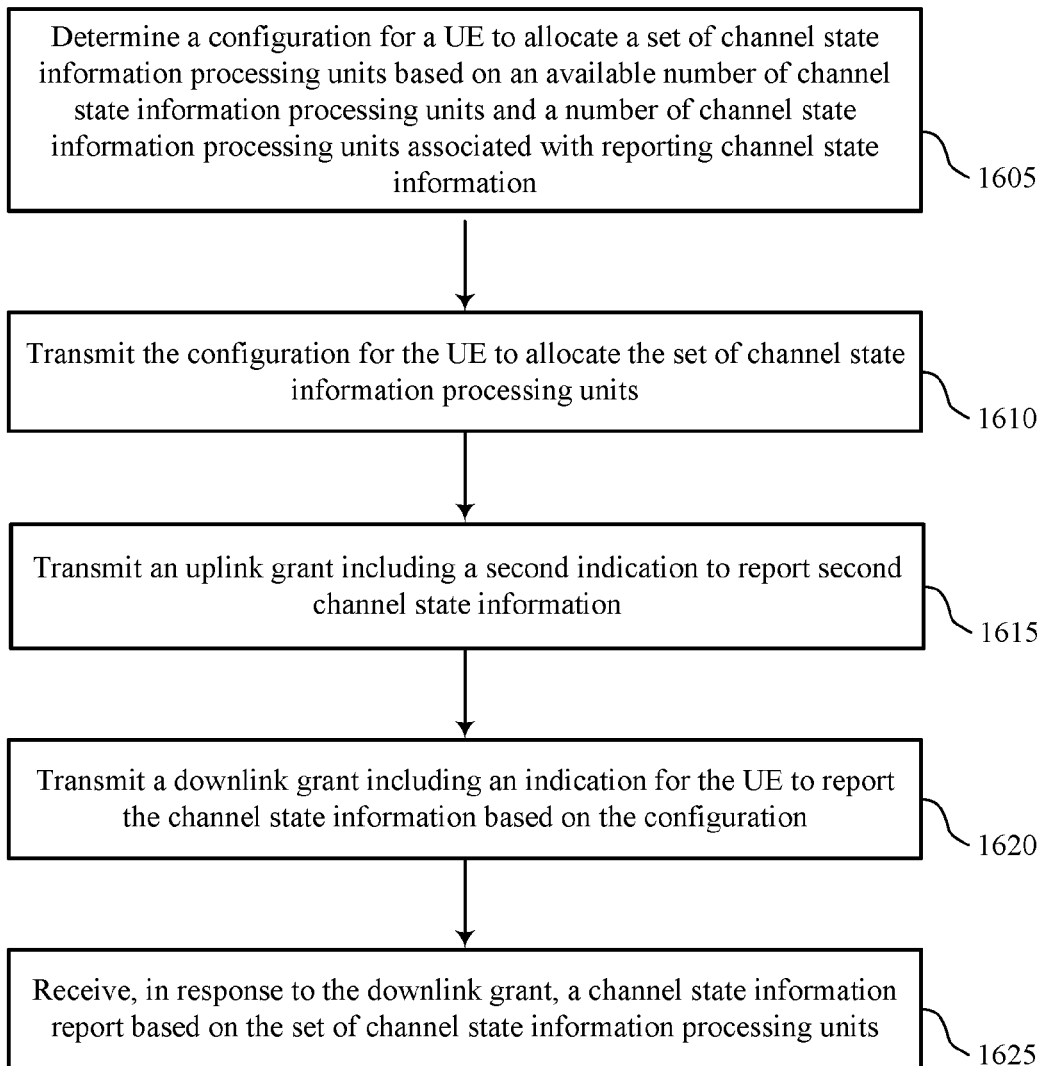 Determine a configuration for a UE to allocate a set of channel state
information processing units based on an available number of channel
state information processing units and a number of channel state
information processing units associated with reporting channel state
information
1605
Transmit the configuration for the UE to allocate the set of channel state
information processing units
1610
Transmit an uplink grant including a second indication to report second
channel state information
1615
Transmit a downlink grant including an indication for the UE to report
the channel state information based on the configuration
1620
Receive, in response to the downlink grant, a channel state information
report based on the set of channel state information processing units
1625